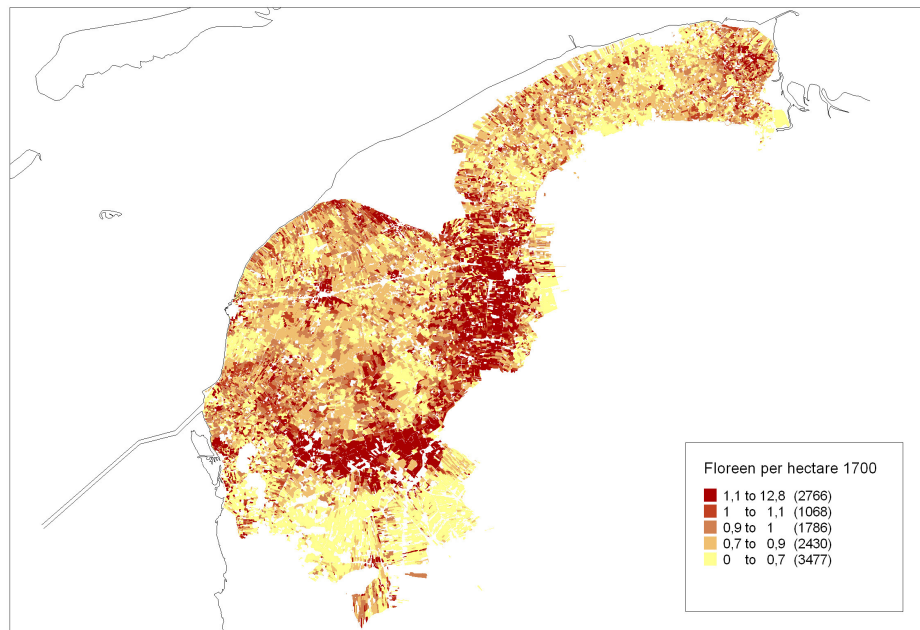 Floreen per hectare 1700
1,1 to 12,8 (2766)
1 to 1,1 (1068)
0,9 to 1 (1786)
0,7 to 0,9 (2430)
0 to 0,7 (3477)